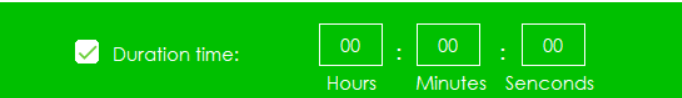 Duration time: 00 : 00 : 00
Hours Minutes Senconds